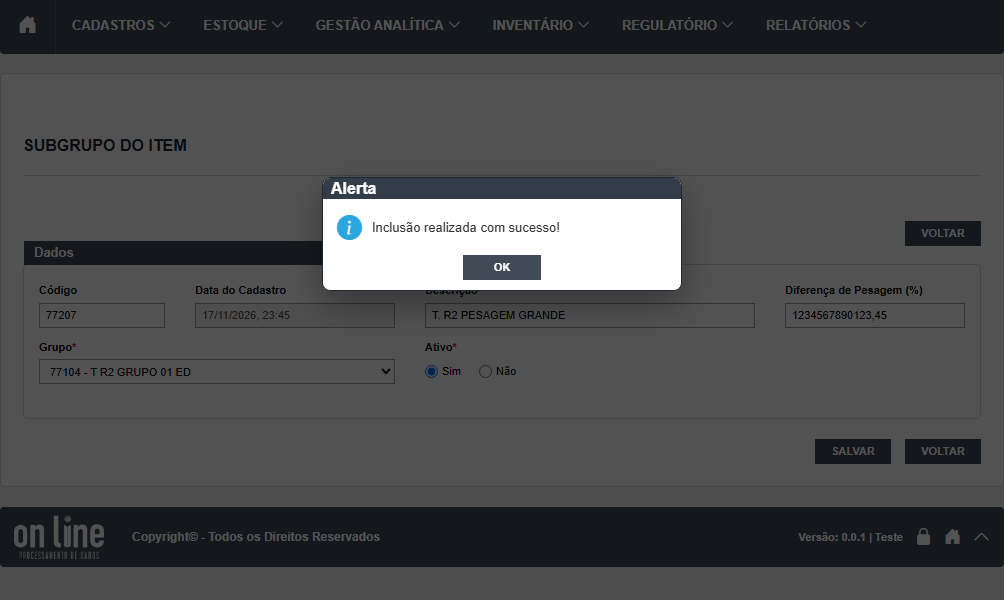 CADASTROS ESTOQUE GESTÃO ANALÍTICA INVENTÁRIO REGULATÓRIO RELATÓRIOS
SUBGRUPO DO ITEM
Alerta
Inclusão realizada com sucesso!
OK
VOLTAR
Dados
Código Data do Cadastro Descrição Diferença de Pesagem (%)
77207 17/11/2026, 23:45 T. R2 PESAGEM GRANDE 1234567890123,45
Grupo* Ativo*
77104 - T R2 GRUPO 01 ED Sim Não
SALVAR VOLTAR
on line
PROCESSAMENTO DE DADOS
Copyright© - Todos os Direitos Reservados
Versão: 0.0.1 | Teste